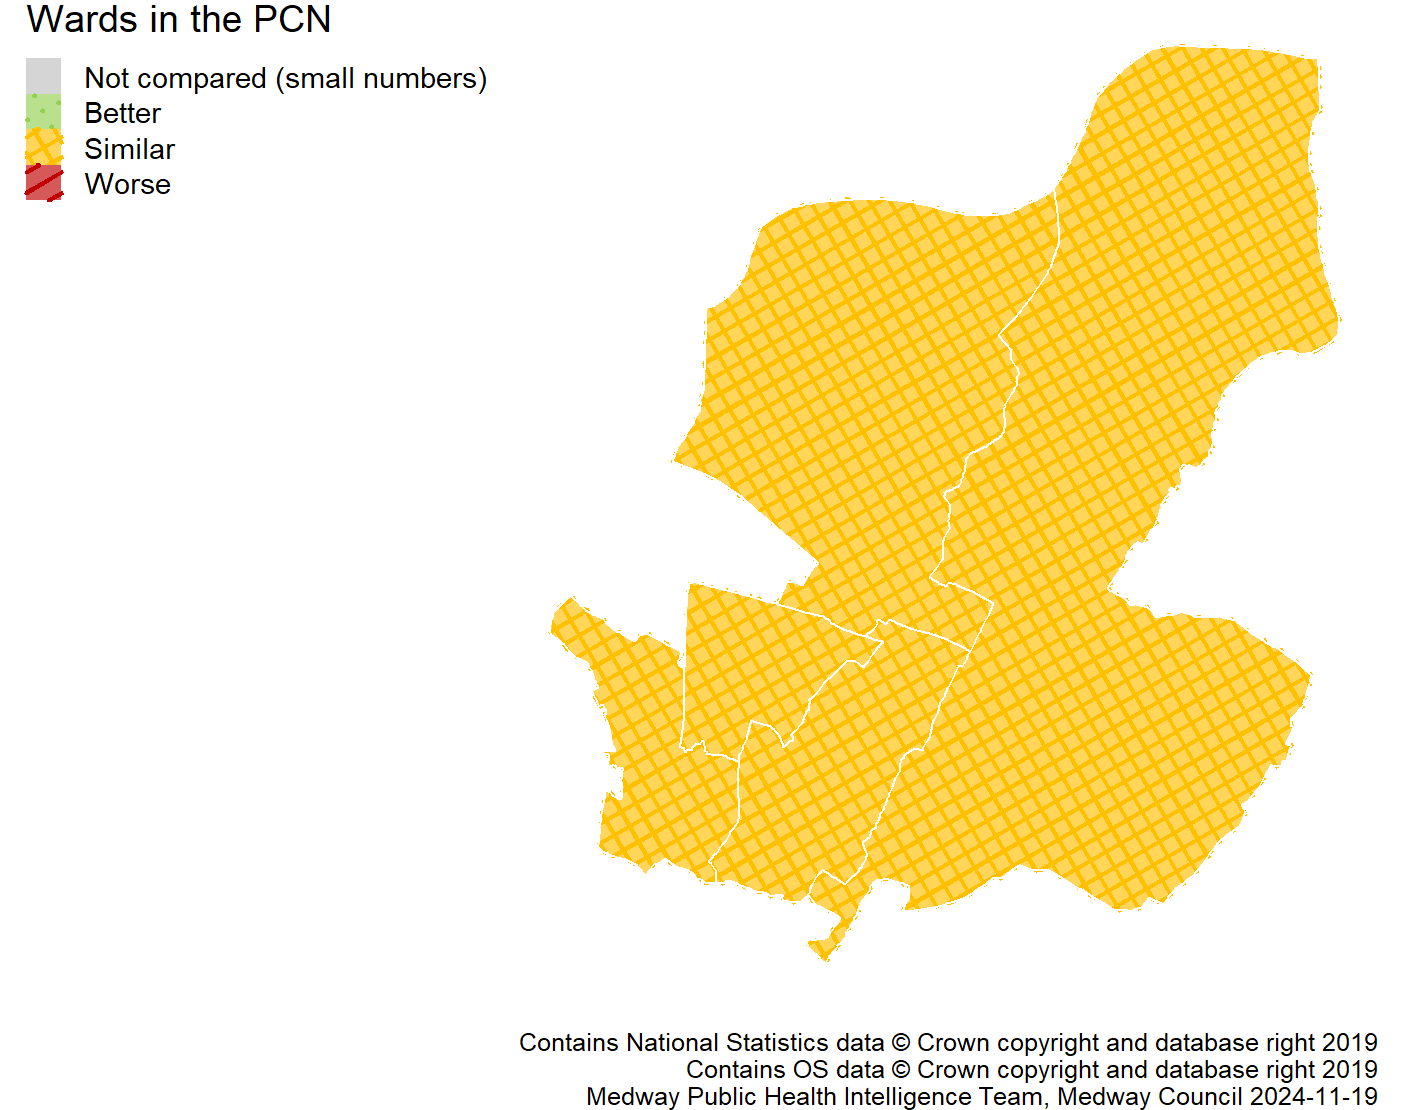 Wards in the PCN
Not compared (small numbers)
Better
Similar
Worse
Contains National Statistics data © Crown copyright and database right 2019
Contains OS data © Crown copyright and database right 2019
Medway Public Health Intelligence Team, Medway Council 2024-11-19